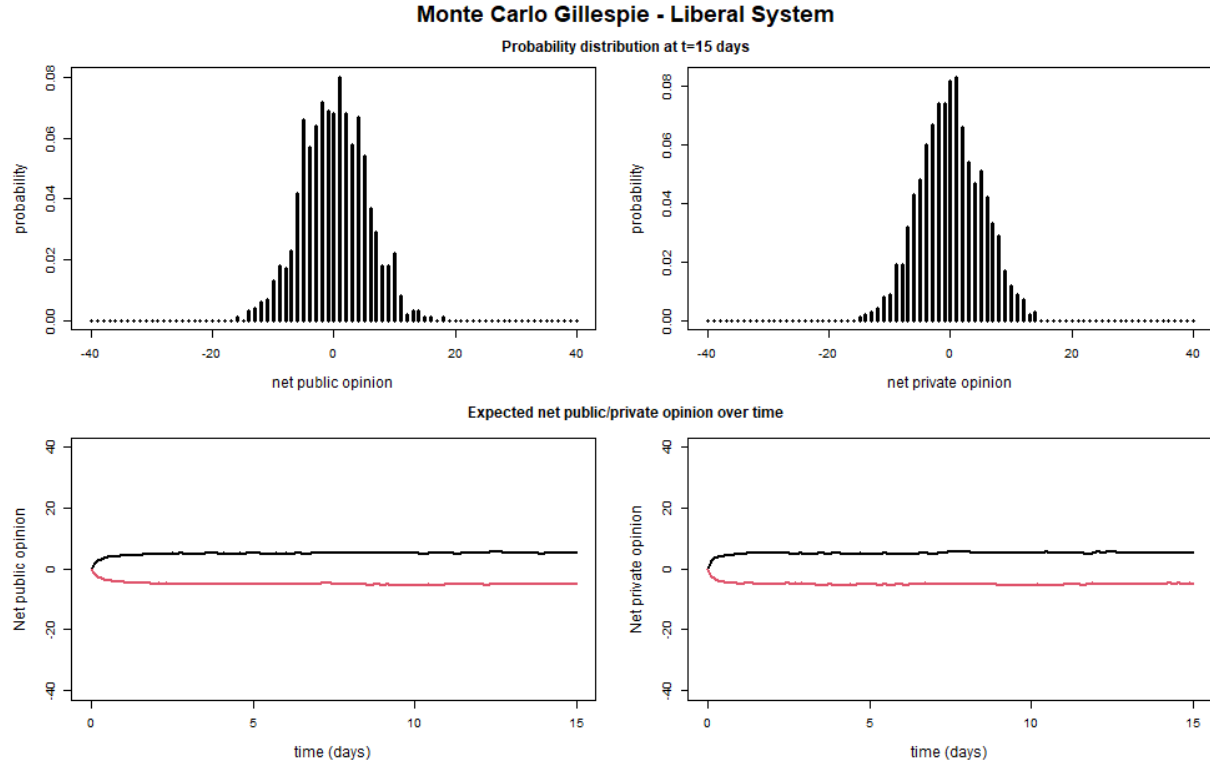 Monte Carlo Gillespie - Liberal System
Probability distribution at t=15 days
probability
0.00 0.02 0.04 0.06 0.08
-40 -20 0 20 40
net public opinion
probability
0.00 0.02 0.04 0.06 0.08
-40 -20 0 20 40
net private opinion
Expected net public/private opinion over time
Net public opinion
-40 -20 0 20 40
0 5 10 15
time (days)
Net private opinion
-40 -20 0 20 40
0 5 10 15
time (days)